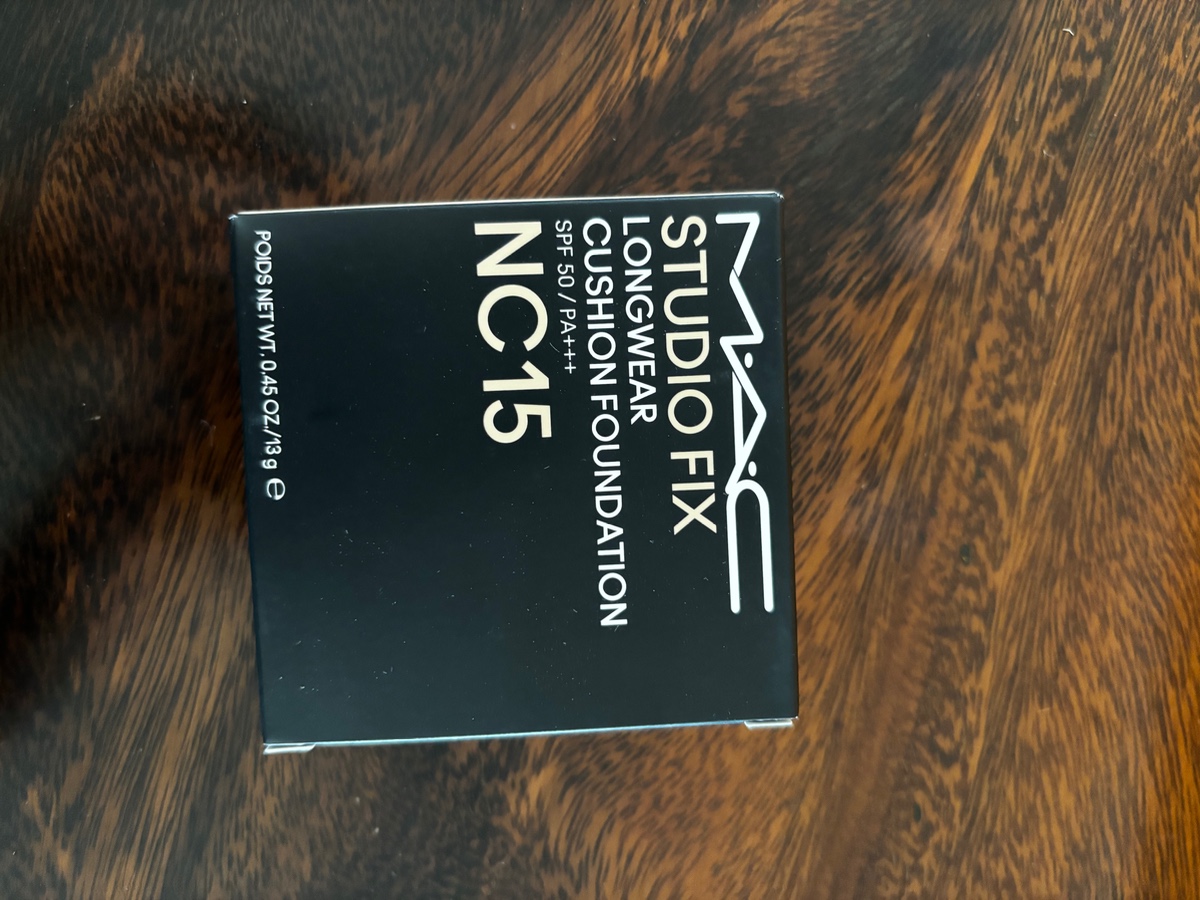 MAC
STUDIO FIX
LONGWEAR
CUSHION FOUNDATION
SPF 50 / PA+++
NC15
POIDS NET WT. 0.45 OZ./13 g ℮